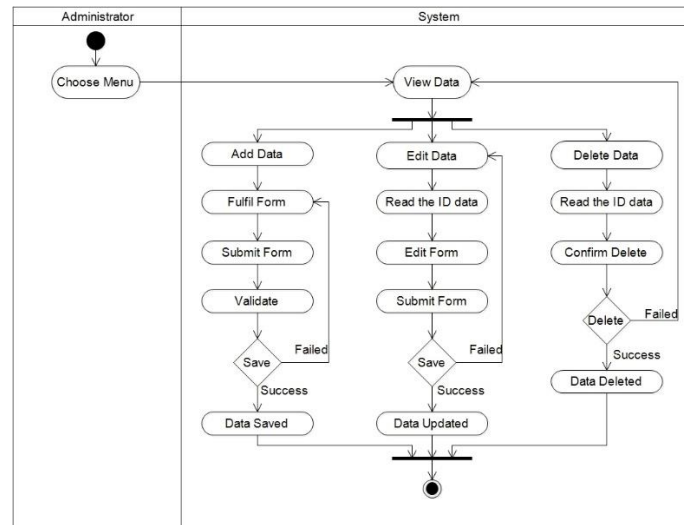 Administrator
System
Choose Menu
View Data
Add Data
Edit Data
Delete Data
Fulfil Form
Read the ID data
Read the ID data
Submit Form
Edit Form
Confirm Delete
Validate
Submit Form
Delete
Failed
Save
Failed
Save
Failed
Success
Success
Success
Data Deleted
Data Saved
Data Updated